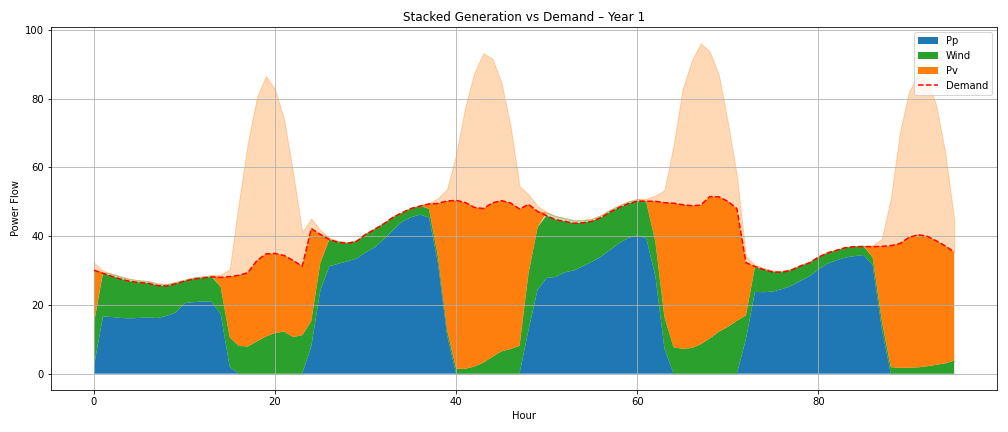 Stacked Generation vs Demand – Year 1
100
80
60
40
20
0
Power Flow
0 20 40 60 80
Hour
Pp
Wind
Pv
Demand